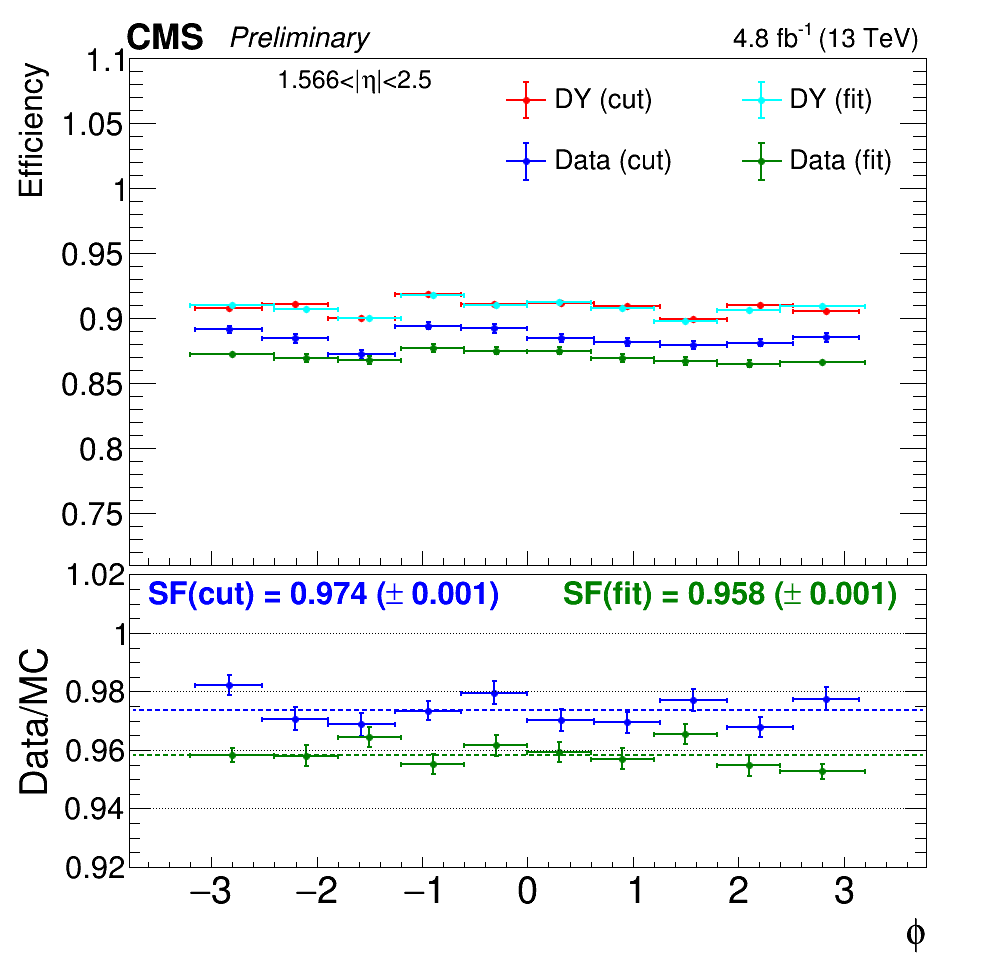 CMS Preliminary 4.8 fb⁻¹ (13 TeV)
1.566<|η|<2.5
DY (cut) DY (fit)
Data (cut) Data (fit)
Efficiency
1.1
1.05
1
0.95
0.9
0.85
0.8
0.75
SF(cut) = 0.974 (± 0.001) SF(fit) = 0.958 (± 0.001)
Data/MC
1.02
1
0.98
0.96
0.94
0.92
−3 −2 −1 0 1 2 3
ϕ